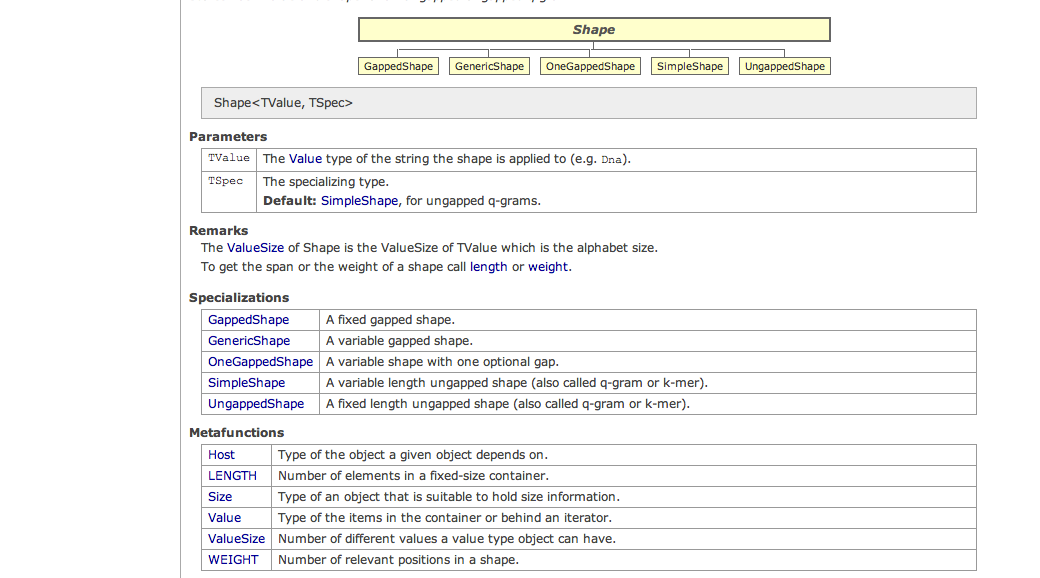 Shape
GappedShape GenericShape OneGappedShape SimpleShape UngappedShape
Shape<TValue, TSpec>
Parameters
TValue The Value type of the string the shape is applied to (e.g. Dna).
TSpec The specializing type.
Default: SimpleShape, for ungapped q-grams.
Remarks
The ValueSize of Shape is the ValueSize of TValue which is the alphabet size.
To get the span or the weight of a shape call length or weight.
Specializations
GappedShape A fixed gapped shape.
GenericShape A variable gapped shape.
OneGappedShape A variable shape with one optional gap.
SimpleShape A variable length ungapped shape (also called q-gram or k-mer).
UngappedShape A fixed length ungapped shape (also called q-gram or k-mer).
Metafunctions
Host Type of the object a given object depends on.
LENGTH Number of elements in a fixed-size container.
Size Type of an object that is suitable to hold size information.
Value Type of the items in the container or behind an iterator.
ValueSize Number of different values a value type object can have.
WEIGHT Number of relevant positions in a shape.